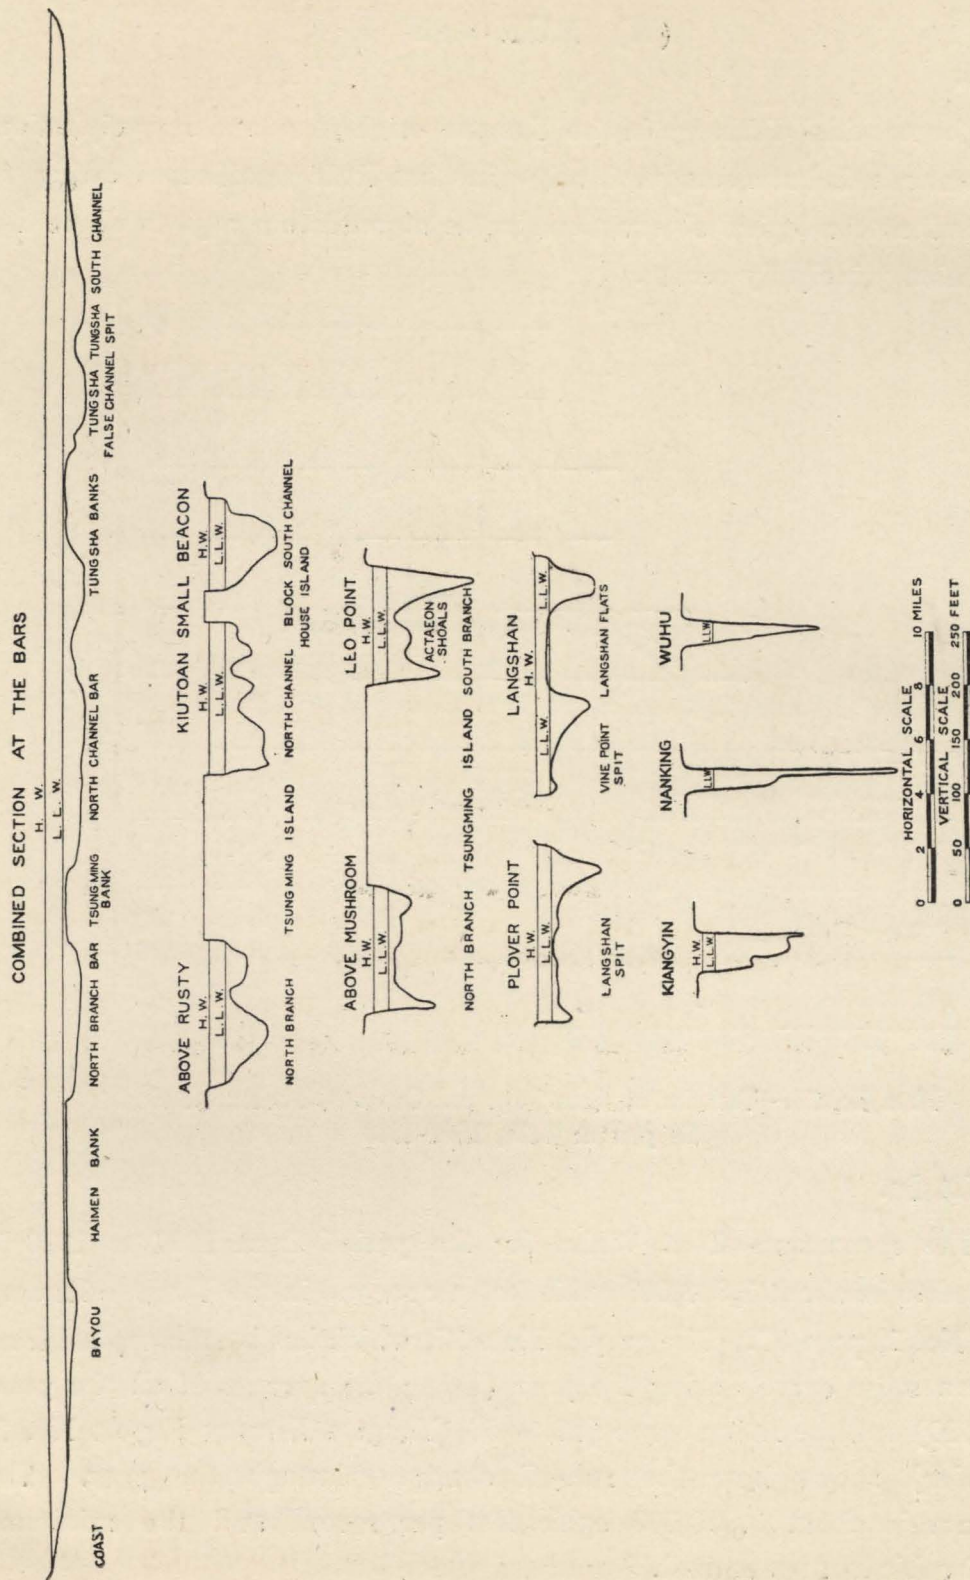 COMBINED SECTION AT THE BARS
H. W.
L. L. W.
COAST
BAYOU
HAIMEN BANK
NORTH BRANCH BAR
TSUNG MING
BANK
NORTH CHANNEL BAR
TUNGSHA BANKS
TUNGSHA
FALSE CHANNEL
TUNGSHA
SPIT
SOUTH CHANNEL
ABOVE RUSTY
H. W.
L. L. W.
KIUTOAN SMALL BEACON
H. W
L. L. W.
H. W.
L. L. W.
NORTH BRANCH
TSUNG MING ISLAND
NORTH CHANNEL
BLOCK
HOUSE ISLAND
SOUTH CHANNEL
ABOVE MUSHROOM
H. W.
L. L. W.
LEO POINT
H. W.
L. L. W.
ACTAEON
SHOALS
NORTH BRANCH
TSUNGMING ISLAND
SOUTH BRANCH
PLOVER POINT
H. W.
L. L. W.
LANGSHAN
SPIT
LANGSHAN
H. W.
L. L. W.
L. L. W.
VINE POINT
SPIT
LANGSHAN FLATS
KIANGYIN
H. W.
L. L. W.
NANKING
LLW
WUHU
LLW
HORIZONTAL SCALE
0 2 4 6 8 10 MILES
VERTICAL SCALE
0 50 100 150 200 250 FEET